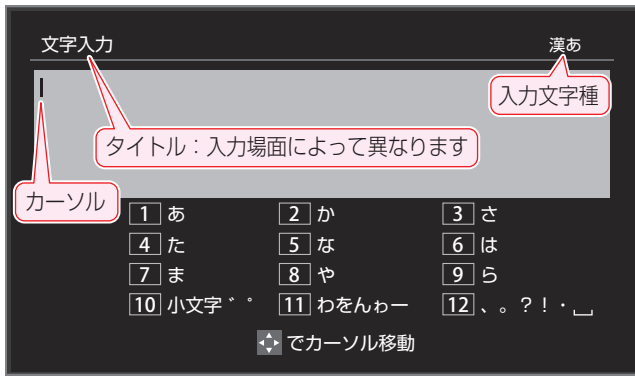 文字入力 漢あ
入力文字種
タイトル：入力場面によって異なります
カーソル
1 あ 2 か 3 さ
4 た 5 な 6 は
7 ま 8 や 9 ら
10 小文字゛゜ 11 わをんゎー 12 、。？！・␣
でカーソル移動